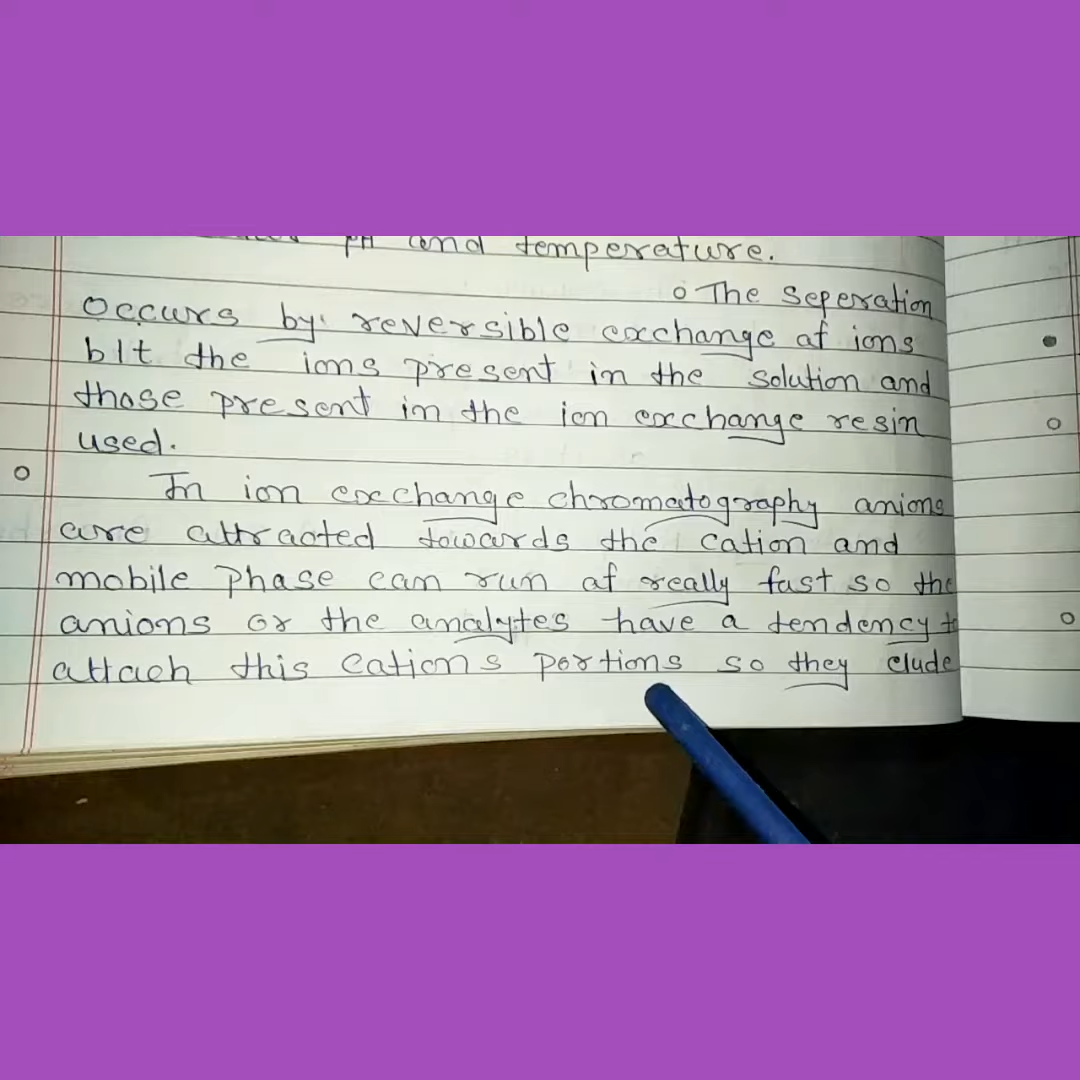 pH and temperature.
The Seperation
Occurs by reversible exchange of ions
blt the ions present in the solution and
those present in the ion exchange resin
used.
In ion exchange chromatography anions
are attracted towards the cation and
mobile Phase can run at really fast so the
anions or the analytes have a tendency to
attach this Cations portions so they elude